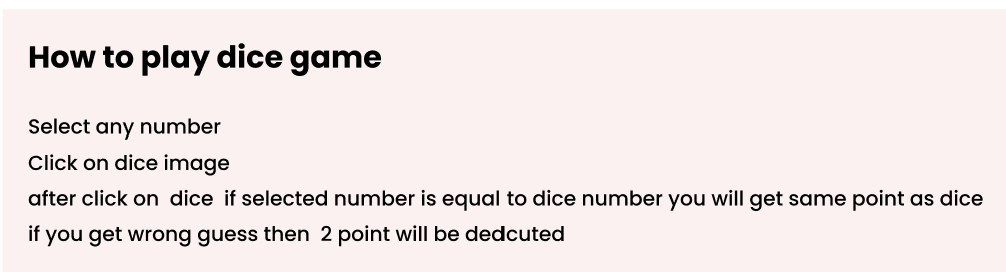 How to play dice game
Select any number
Click on dice image
after click on dice if selected number is equal to dice number you will get same point as dice
if you get wrong guess then 2 point will be dedcuted